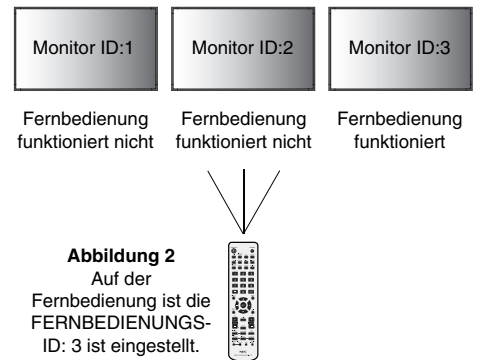 Monitor ID:1
Monitor ID:2
Monitor ID:3
Fernbedienung
funktioniert nicht
Fernbedienung
funktioniert nicht
Fernbedienung
funktioniert
Abbildung 2
Auf der
Fernbedienung ist die
FERNBEDIENUNGS-
ID: 3 ist eingestellt.